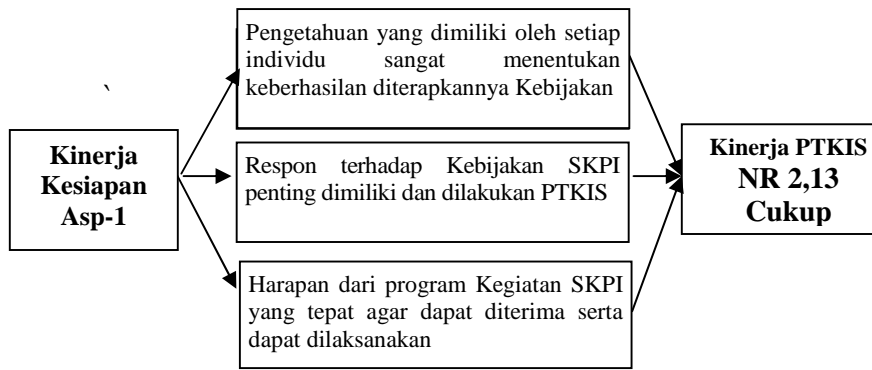 Pengetahuan yang dimiliki oleh setiap
individu sangat menentukan
keberhasilan diterapkannya Kebijakan
`
Kinerja
Kesiapan
Asp-1
Respon terhadap Kebijakan SKPI
penting dimiliki dan dilakukan PTKIS
Kinerja PTKIS
NR 2,13
Cukup
Harapan dari program Kegiatan SKPI
yang tepat agar dapat diterima serta
dapat dilaksanakan